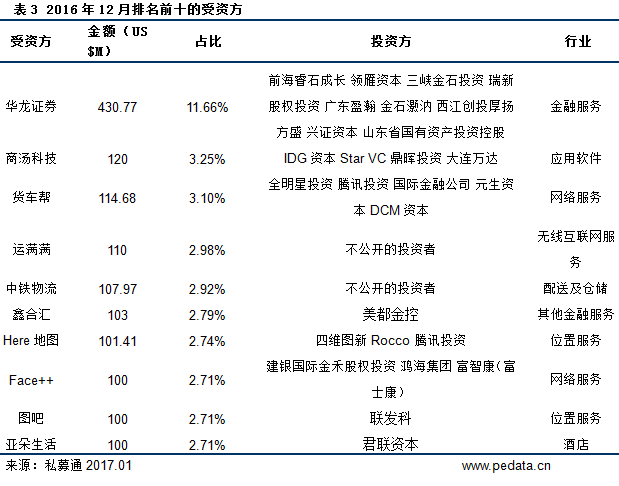 表 3 2016 年 12 月排名前十的受资方
受资方 金额（US $M） 占比 投资方 行业
华龙证券 430.77 11.66% 前海睿石成长 领雁资本 三峡金石投资 瑞新
股权投资 广东盈瀚 金石灏汭 西江创投厚扬
方盛 兴证资本 山东省国有资产投资控股 金融服务
商汤科技 120 3.25% IDG 资本 Star VC 鼎晖投资 大连万达 应用软件
货车帮 114.68 3.10% 全明星投资 腾讯投资 国际金融公司 元生资
本 DCM 资本 网络服务
运满满 110 2.98% 不公开的投资者 无线互联网服
务
中铁物流 107.97 2.92% 不公开的投资者 配送及仓储
鑫合汇 103 2.79% 美都金控 其他金融服务
Here 地图 101.41 2.74% 四维图新 Rocco 腾讯投资 位置服务
Face++ 100 2.71% 建银国际金禾股权投资 鸿海集团 富智康（富
士康） 网络服务
图吧 100 2.71% 联发科 位置服务
亚朵生活 100 2.71% 君联资本 酒店
来源：私募通 2017.01 www.pedata.cn